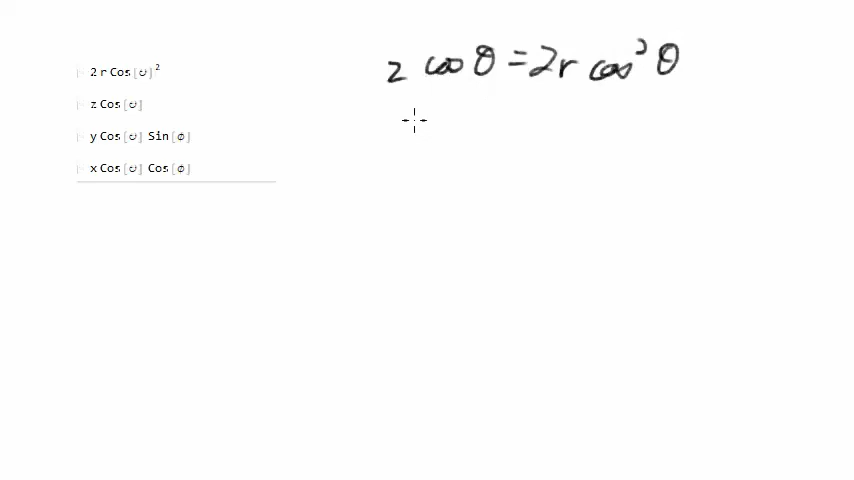 2 r Cos[θ]²
z Cos[θ]
y Cos[θ] Sin[ϕ]
x Cos[θ] Cos[ϕ]
z cos θ = 2r cos² θ